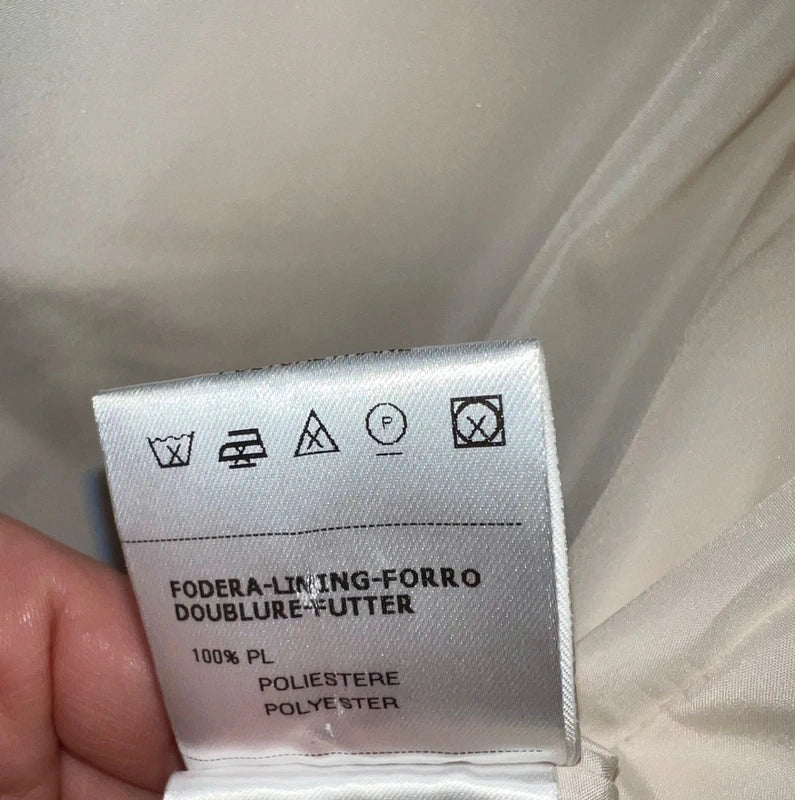 P
FODERA-LINING-FORRO
DOUBLURE-FUTTER
100% PL
POLIESTERE
POLYESTER